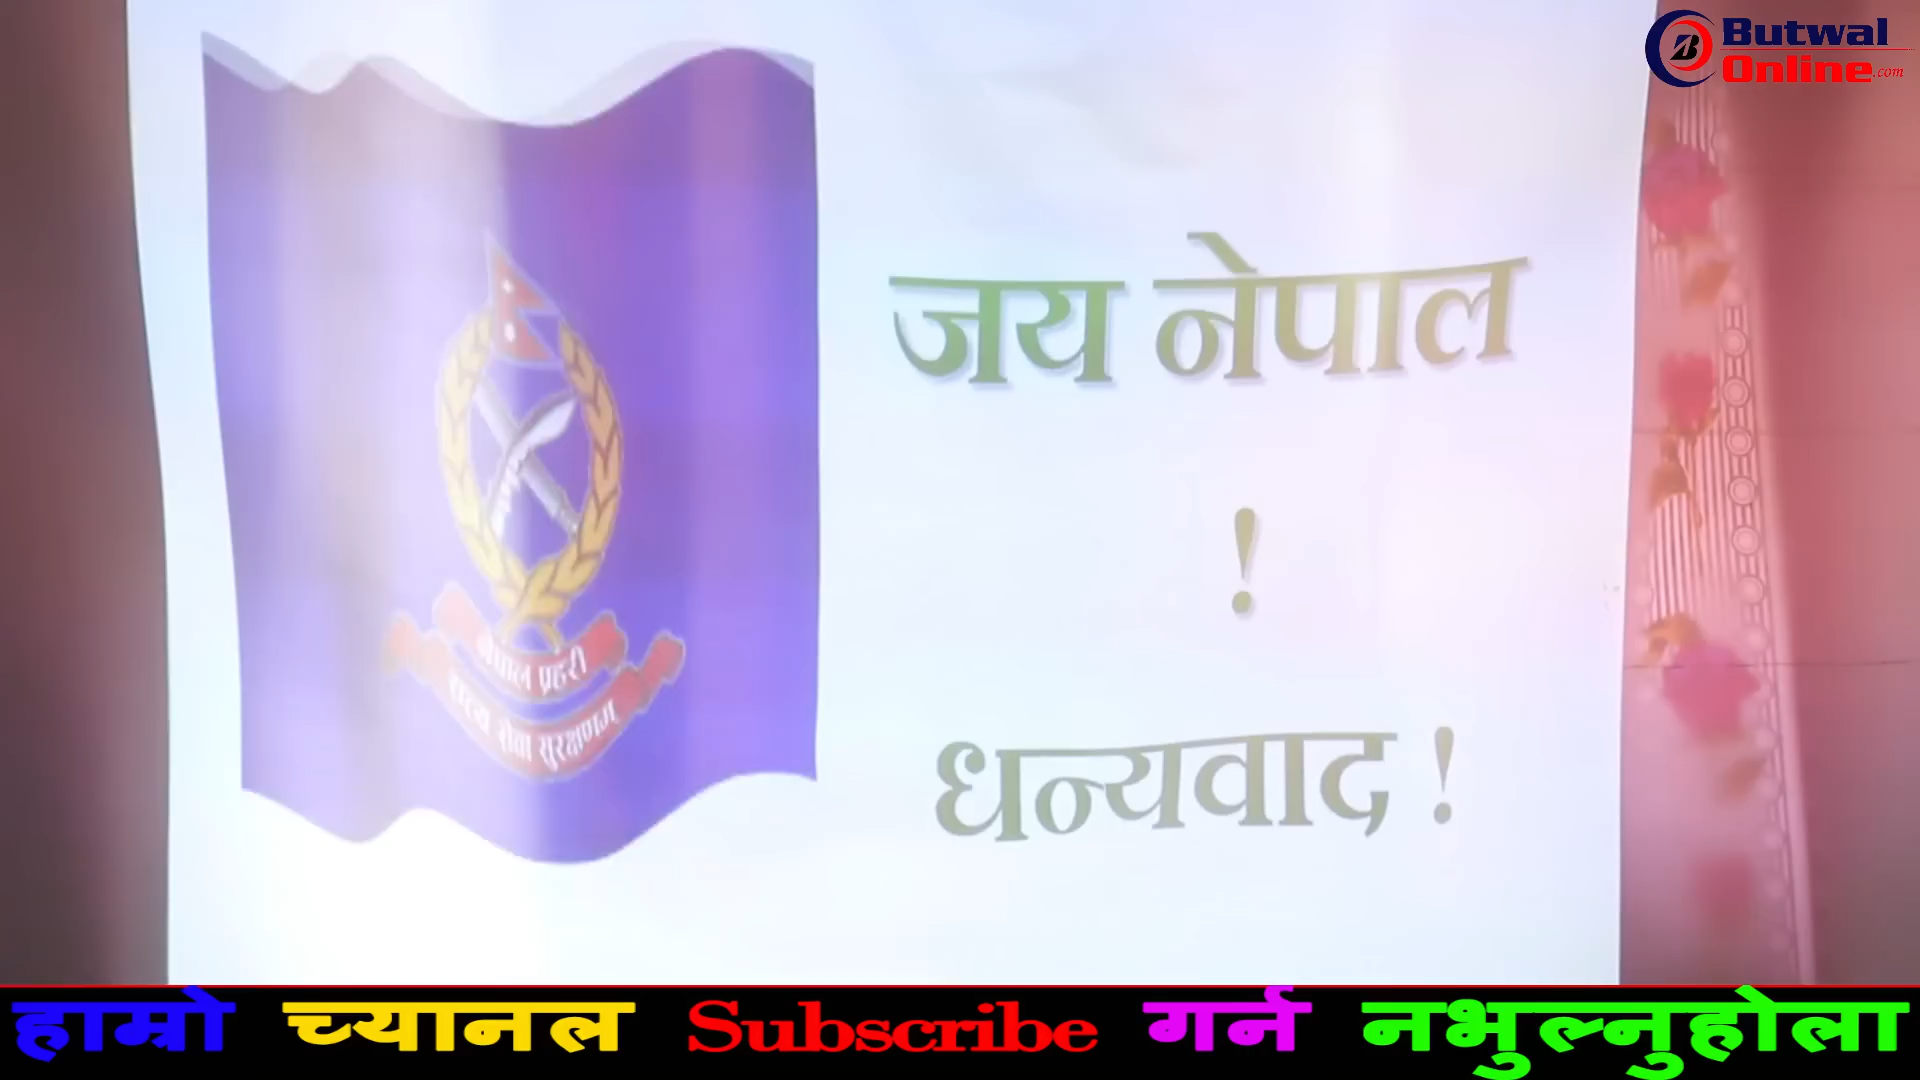 Butwal
Online.com
जय नेपाल
!
धन्यवाद !
नेपाल प्रहरी
सत्य सेवा सुरक्षणम्
हाम्रो च्यानल Subscribe गर्न नभुल्नुहोला